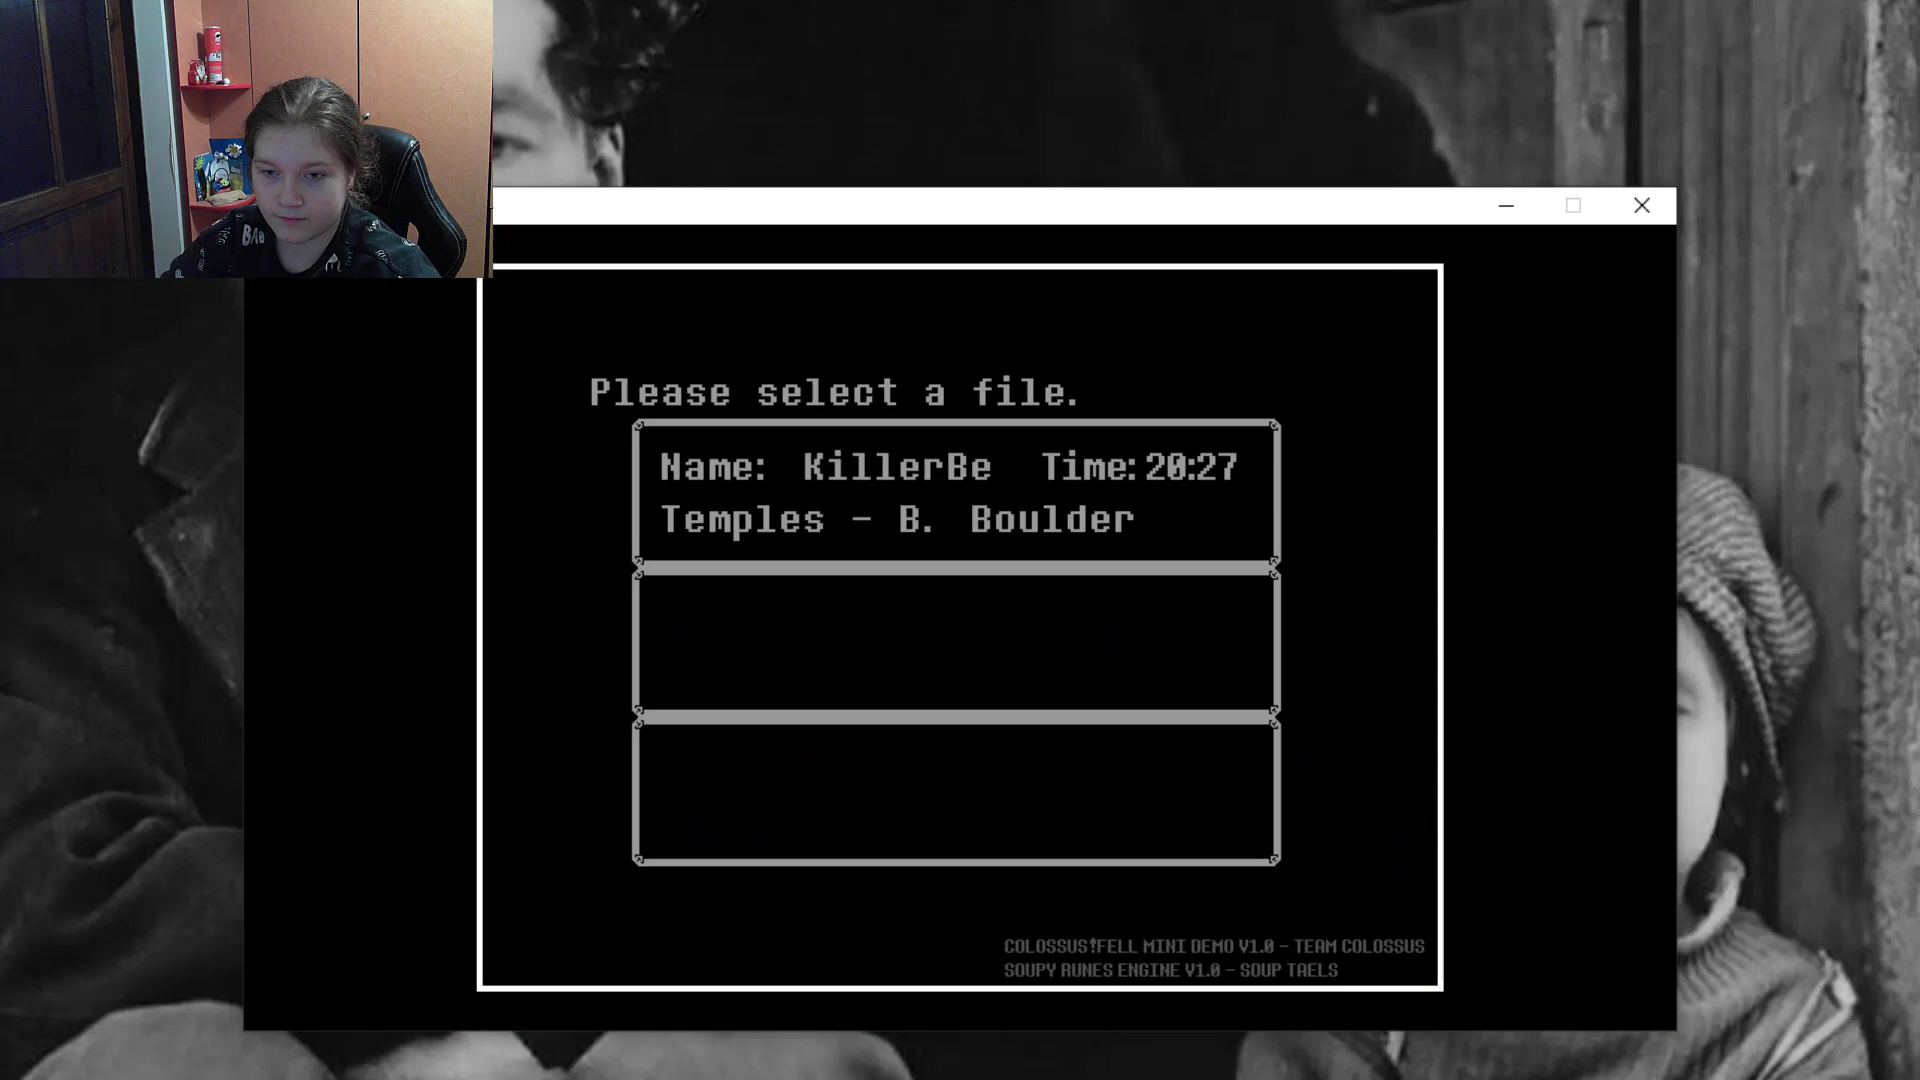 BAB
Please select a file.
Name: KillerBe Time: 20:27
Temples - B. Boulder
COLOSSUS!FELL MINI DEMO V1.0 - TEAM COLOSSUS
SOUPY RUNES ENGINE V1.0 - SOUP TAELS